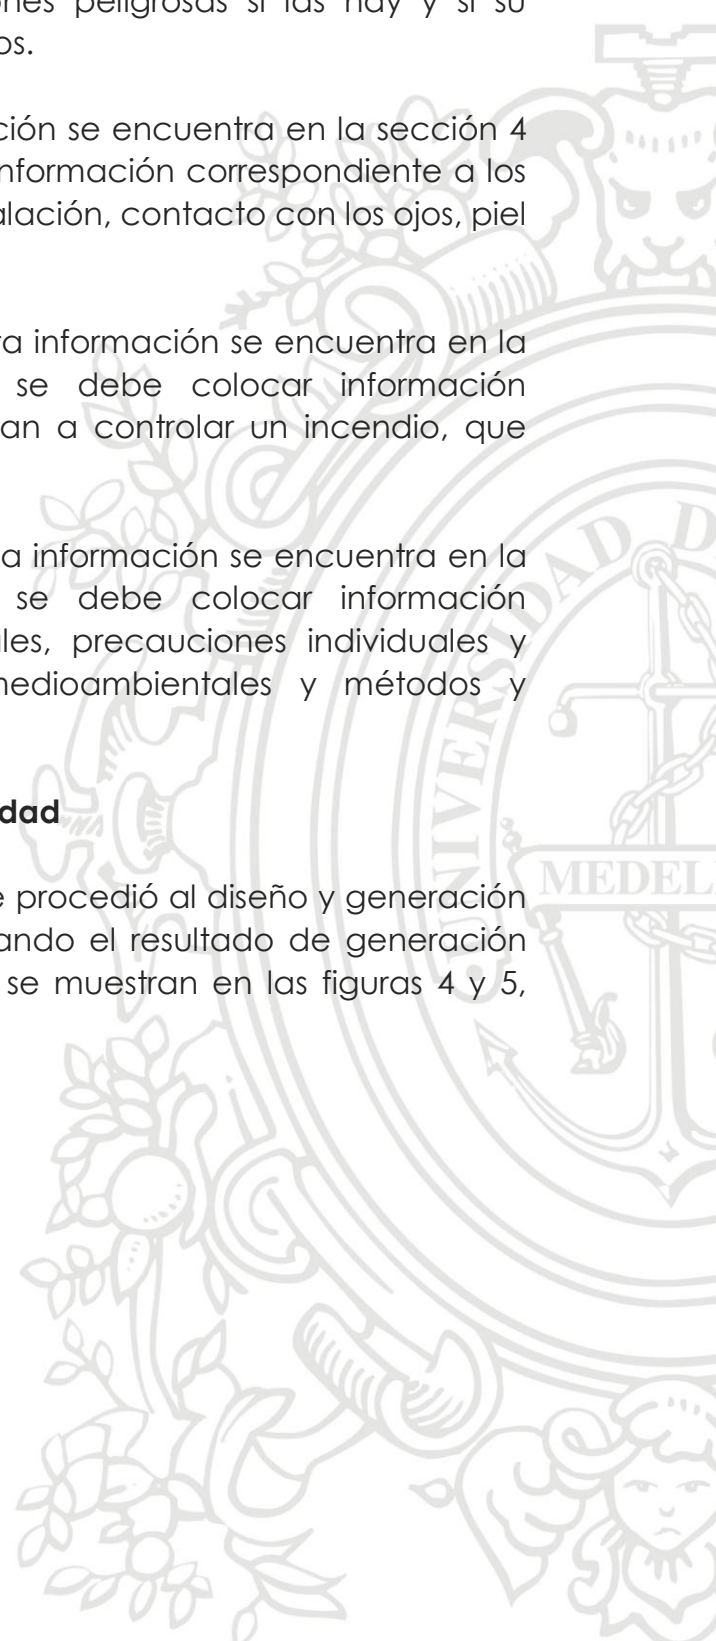 peligrosas si las hay y si su
os.
ción se encuentra en la sección 4
nformación correspondiente a los
alación, contacto con los ojos, piel
ta información se encuentra en la
se debe colocar información
an a controlar un incendio, que
a información se encuentra en la
se debe colocar información
les, precauciones individuales y
medioambientales y métodos y
dad
e procedió al diseño y generación
ando el resultado de generación
se muestran en las figuras 4 y 5,
UNIVERSIDAD D
MEDEL